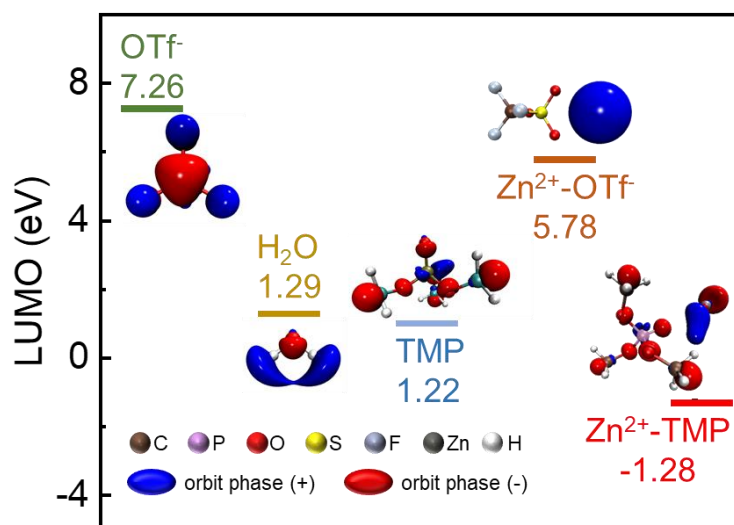 LUMO (eV)
8
4
0
-4
OTf⁻
7.26
H₂O
1.29
TMP
1.22
Zn²⁺-OTf⁻
5.78
Zn²⁺-TMP
-1.28
C P O S F Zn H
orbit phase (+) orbit phase (-)